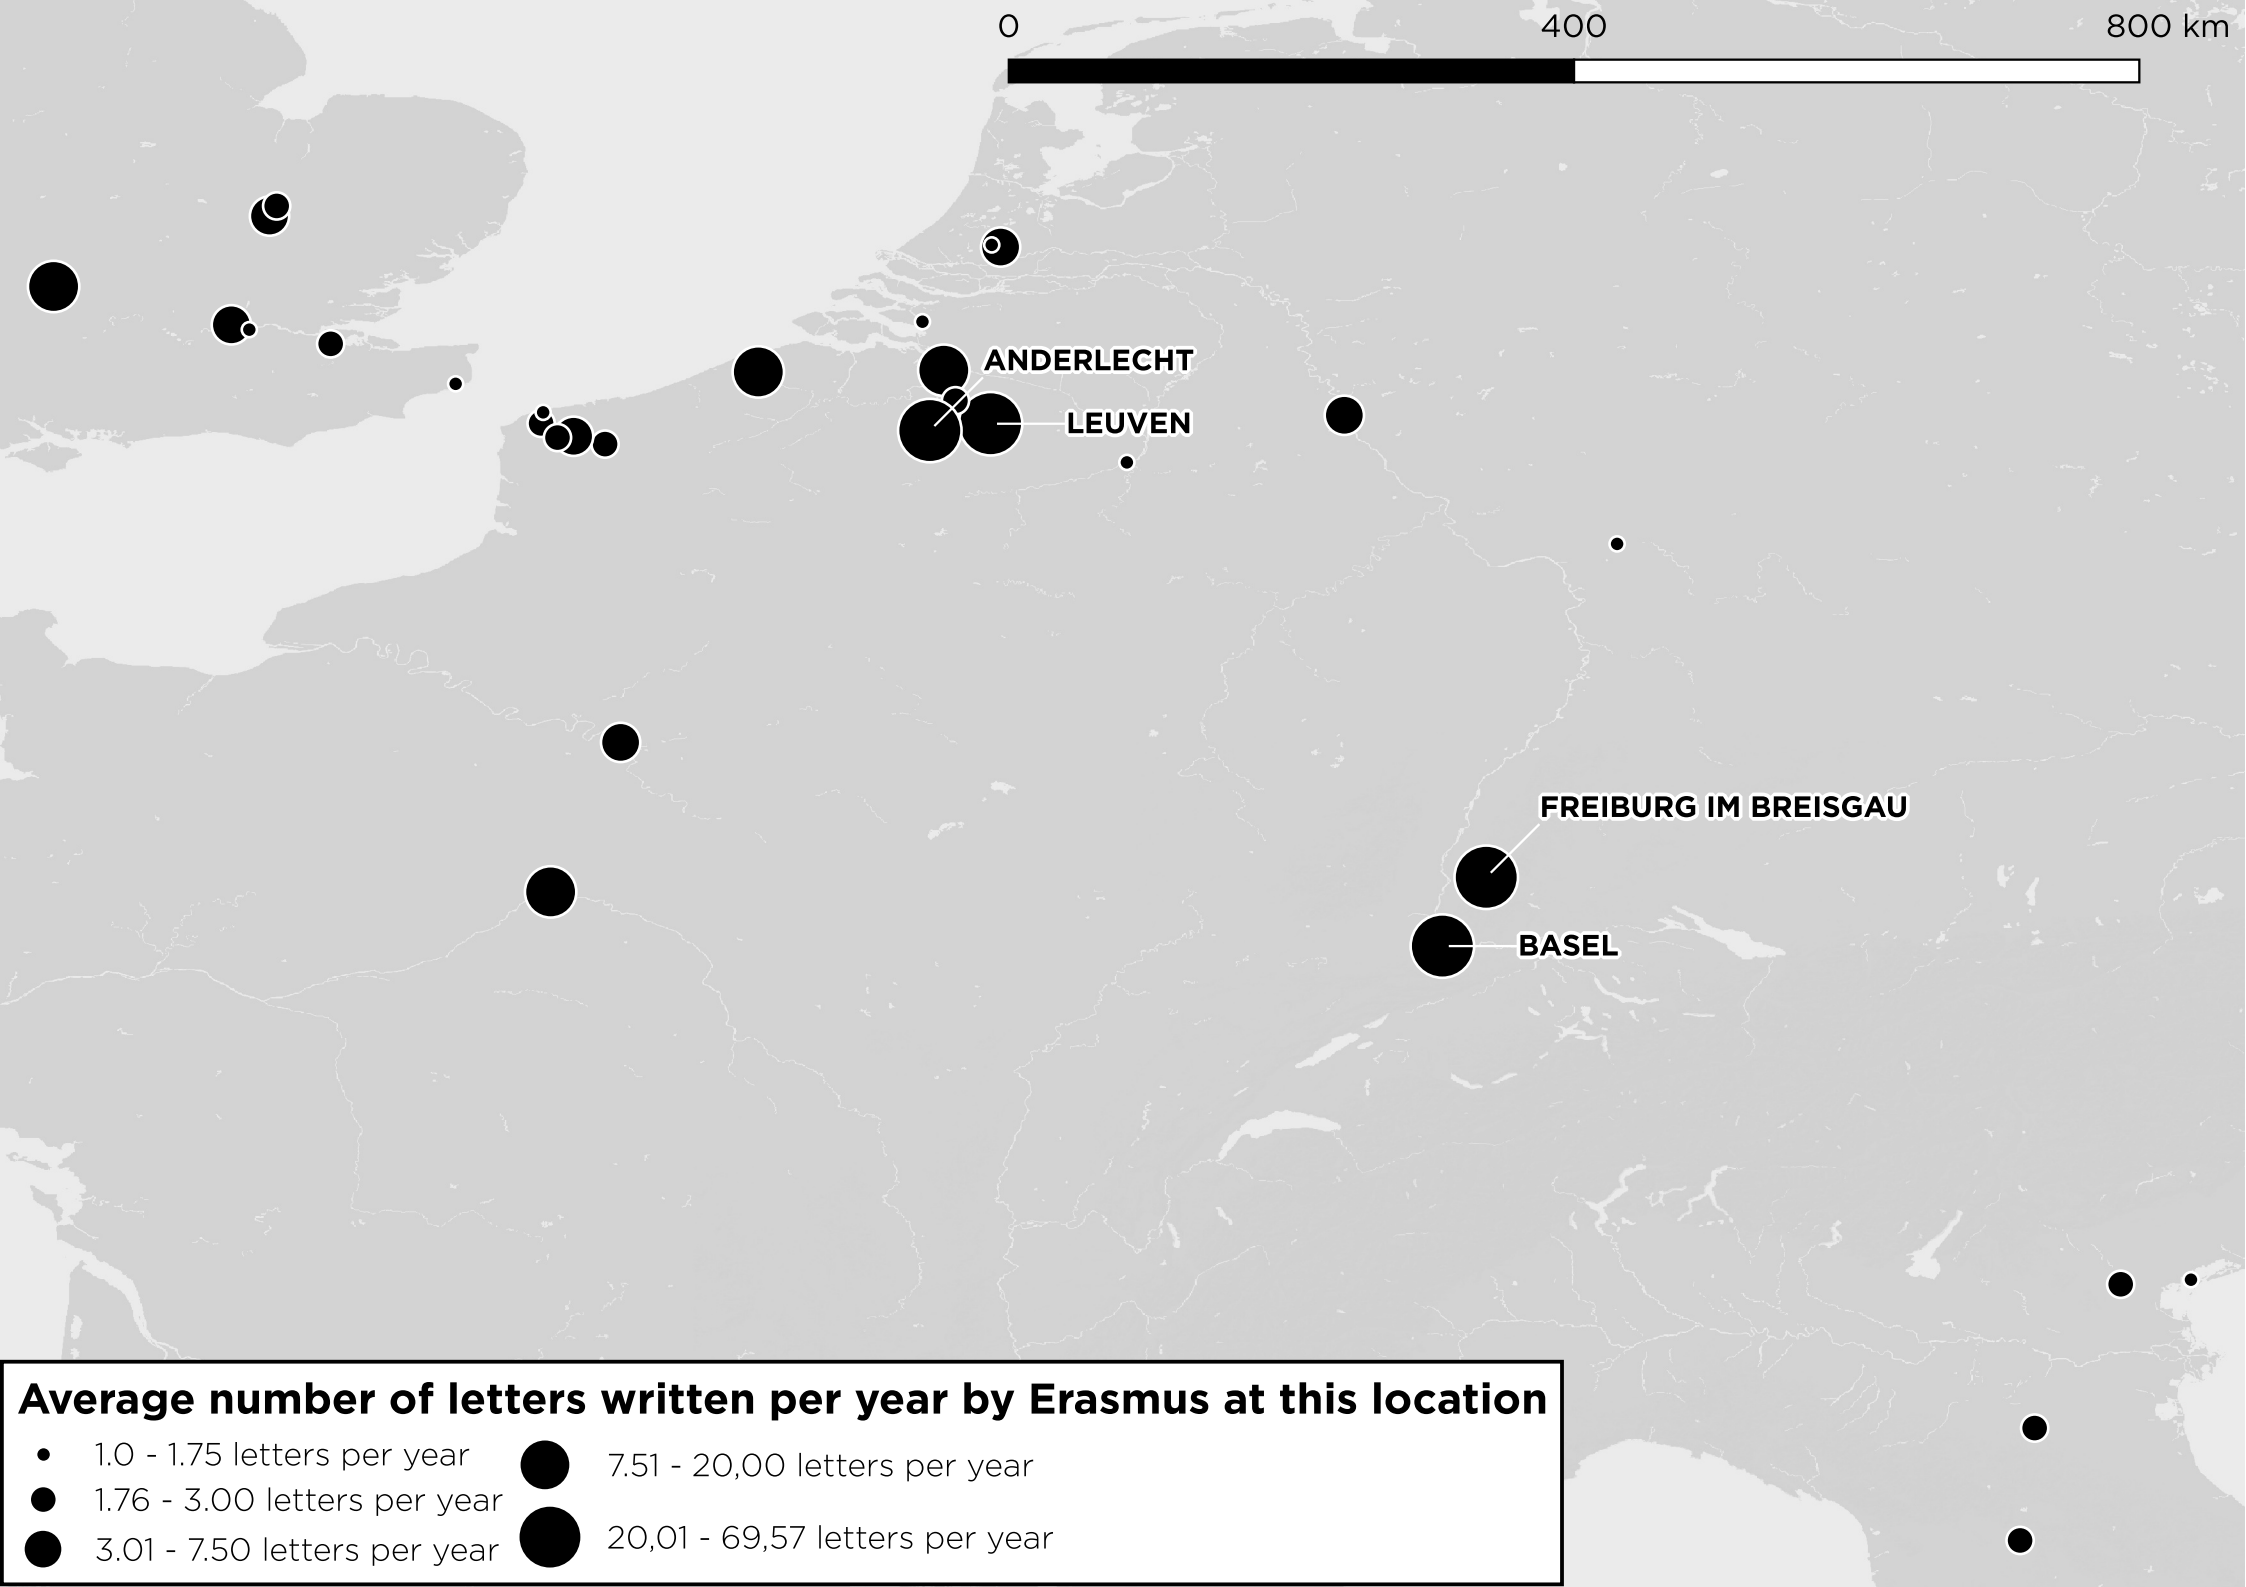 0 400 800 km
ANDERLECHT
LEUVEN
FREIBURG IM BREISGAU
BASEL
Average number of letters written per year by Erasmus at this location
1.0 - 1.75 letters per year
1.76 - 3.00 letters per year
3.01 - 7.50 letters per year
7.51 - 20,00 letters per year
20,01 - 69,57 letters per year